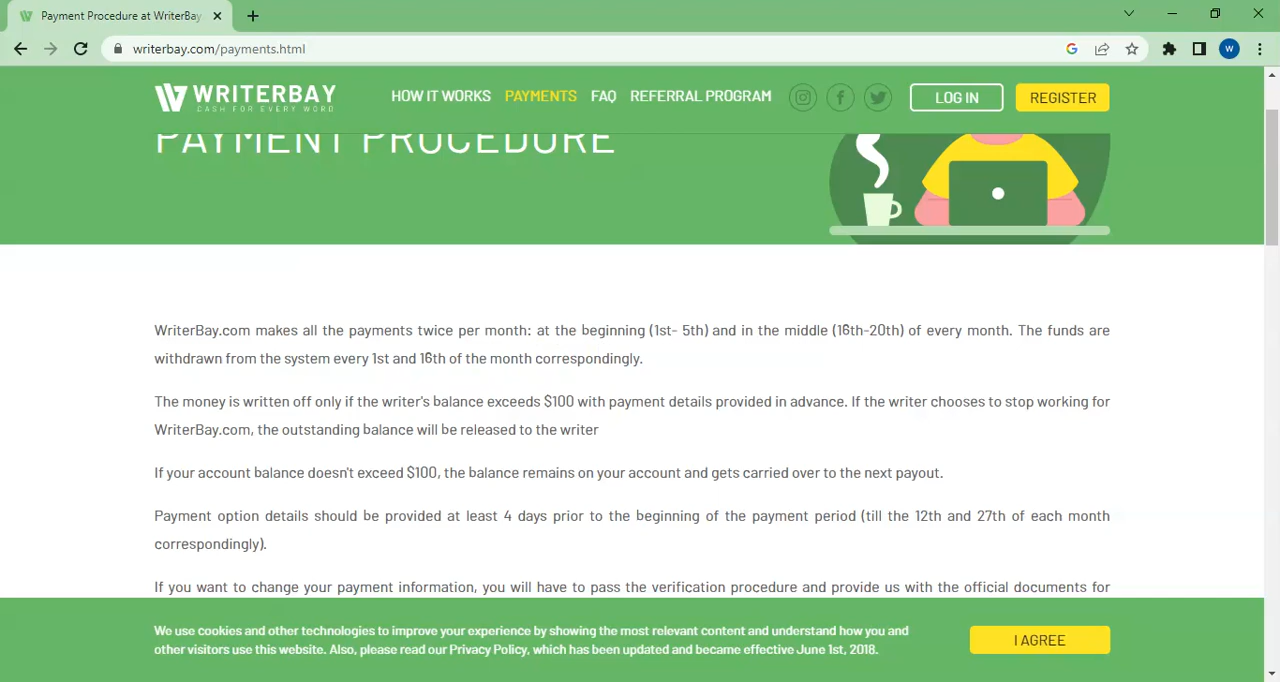 Payment Procedure at WriterBay
writerbay.com/payments.html
W
WRITERBAY
CASH FOR EVERY WORD
HOW IT WORKS PAYMENTS FAQ REFERRAL PROGRAM LOG IN REGISTER
PAYMENT PROCEDURE
WriterBay.com makes all the payments twice per month: at the beginning (1st- 5th) and in the middle (16th-20th) of every month. The funds are
withdrawn from the system every 1st and 16th of the month correspondingly.
The money is written off only if the writer's balance exceeds $100 with payment details provided in advance. If the writer chooses to stop working for
WriterBay.com, the outstanding balance will be released to the writer
If your account balance doesn't exceed $100, the balance remains on your account and gets carried over to the next payout.
Payment option details should be provided at least 4 days prior to the beginning of the payment period (till the 12th and 27th of each month
correspondingly).
If you want to change your payment information, you will have to pass the verification procedure and provide us with the official documents for
We use cookies and other technologies to improve your experience by showing the most relevant content and understand how you and
other visitors use this website. Also, please read our Privacy Policy, which has been updated and became effective June 1st, 2018.
I AGREE